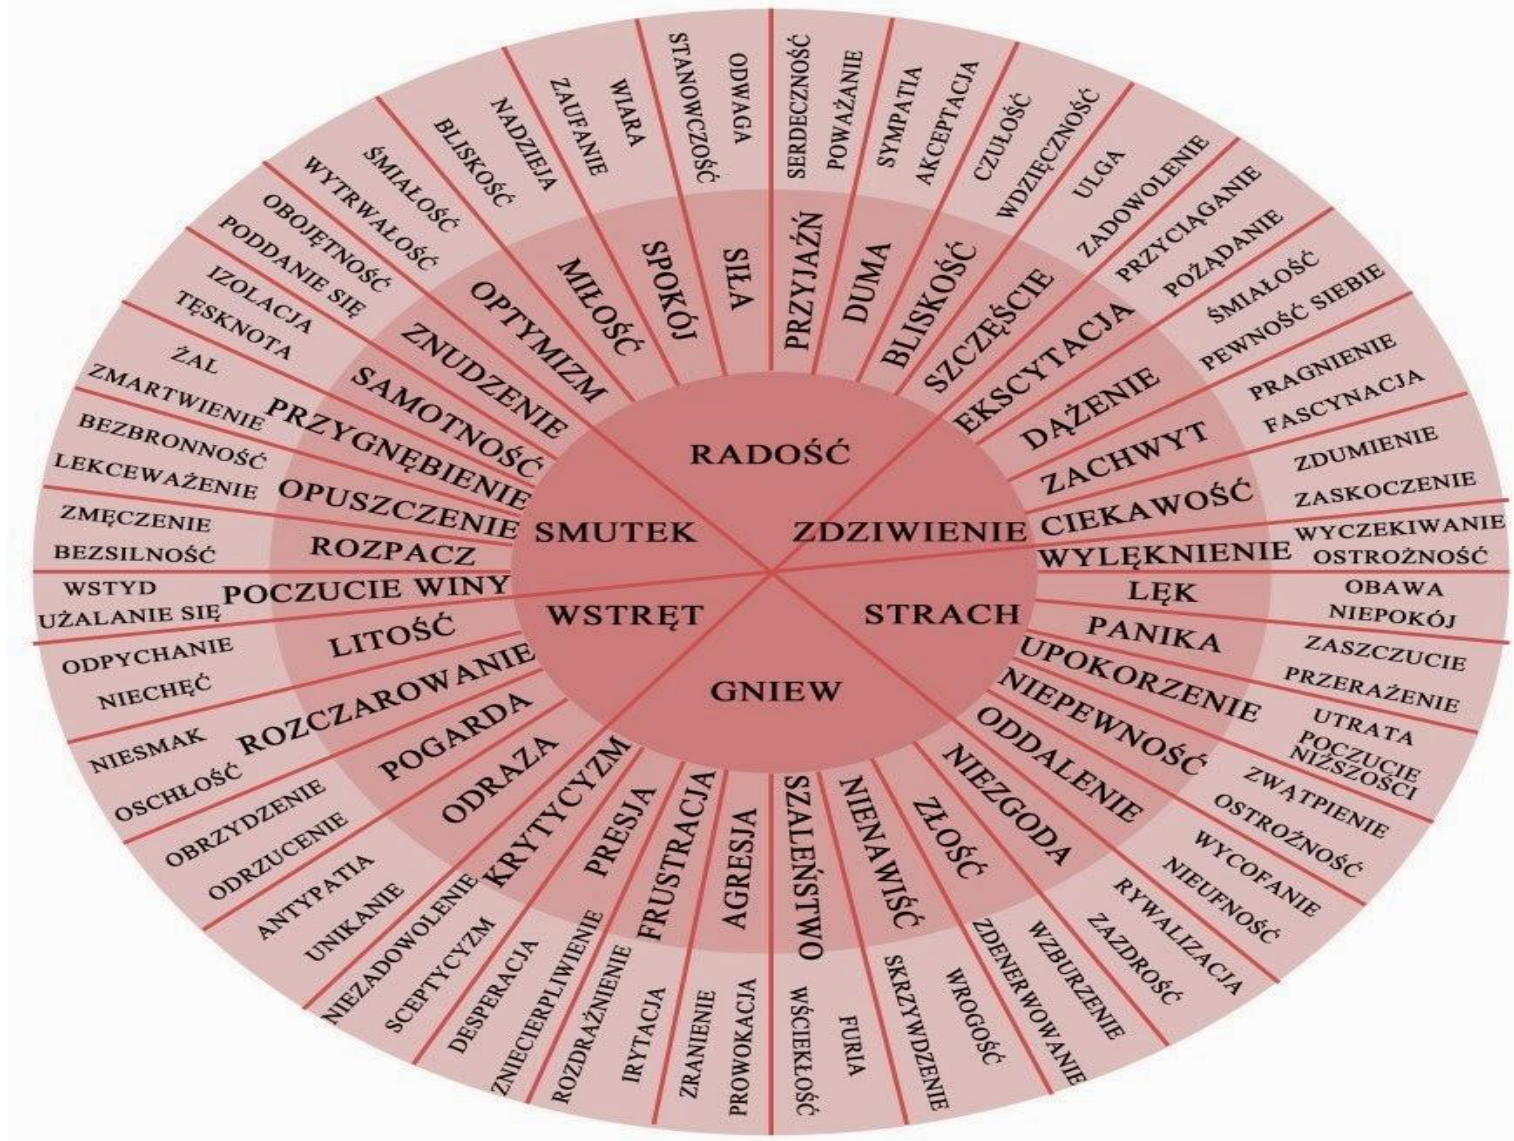 RADOŚĆ
ZDZIWIENIE
STRACH
GNIEW
WSTRĘT
SMUTEK
PRZYJAŹŃ
DUMA
BLISKOŚĆ
SZCZĘŚCIE
EKSCYTACJA
DĄŻENIE
ZACHWYT
CIEKAWOŚĆ
WYLĘKNIENIE
LĘK
PANIKA
UPOKORZENIE
NIEPEWNOŚĆ
ODDALENIE
NIEZGODA
ZŁOŚĆ
NIENAWIŚĆ
SZALEŃSTWO
AGRESJA
FRUSTRACJA
PRESJA
KRYTYCYZM
ODRAZA
POGARDA
ROZCZAROWANIE
LITOŚĆ
POCZUCIE WINY
ROZPACZ
OPUSZCZENIE
PRZYGNĘBIENIE
SAMOTNOŚĆ
ZNUDZENIE
OPTYMIZM
MIŁOŚĆ
SPOKÓJ
SIŁA
SERDECZNOŚĆ
POWAŻANIE
SYMPATIA
AKCEPTACJA
CZUŁOŚĆ
WDZIĘCZNOŚĆ
ULGA
ZADOWOLENIE
PRZYCIĄGANIE
POŻĄDANIE
ŚMIAŁOŚĆ
PEWNOŚĆ SIEBIE
PRAGNIENIE
FASCYNACJA
ZDUMIENIE
ZASKOCZENIE
WYCZEKIWANIE
OSTROŻNOŚĆ
OBAWA
NIEPOKÓJ
ZASZCZUCIE
PRZERAŻENIE
UTRATA
POCZUCIE
NIŻSZOŚCI
ZWĄTPIENIE
OSTROŻNOŚĆ
WYCOFANIE
NIEUFNOŚĆ
RYWALIZACJA
ZAZDROŚĆ
WZBURZENIE
ZDENERWOWANIE
WROGOŚĆ
SKRZYWDZENIE
FURIA
WŚCIEKŁOŚĆ
PROWOKACJA
ZRANIENIE
IRYTACJA
ROZDRAŻNIENIE
ZNIECIERPLIWIENIE
DESPERACJA
SCEPTYCYZM
NIEZADOWOLENIE
UNIKANIE
ANTYPATIA
ODRZUCENIE
OBRZYDZENIE
OSCHŁOŚĆ
NIESMAK
NIECHĘĆ
ODPYCHANIE
UŻALANIE SIĘ
WSTYD
BEZSILNOŚĆ
ZMĘCZENIE
LEKCEWAŻENIE
BEZBRONNOŚĆ
ZMARTWIENIE
ŻAL
TĘSKNOTA
IZOLACJA
PODDANIE SIĘ
OBOJĘTNOŚĆ
WYTRWAŁOŚĆ
ŚMIAŁOŚĆ
BLISKOŚĆ
NADZIEJA
ZAUFANIE
WIARA
STANOWCZOŚĆ
ODWAGA